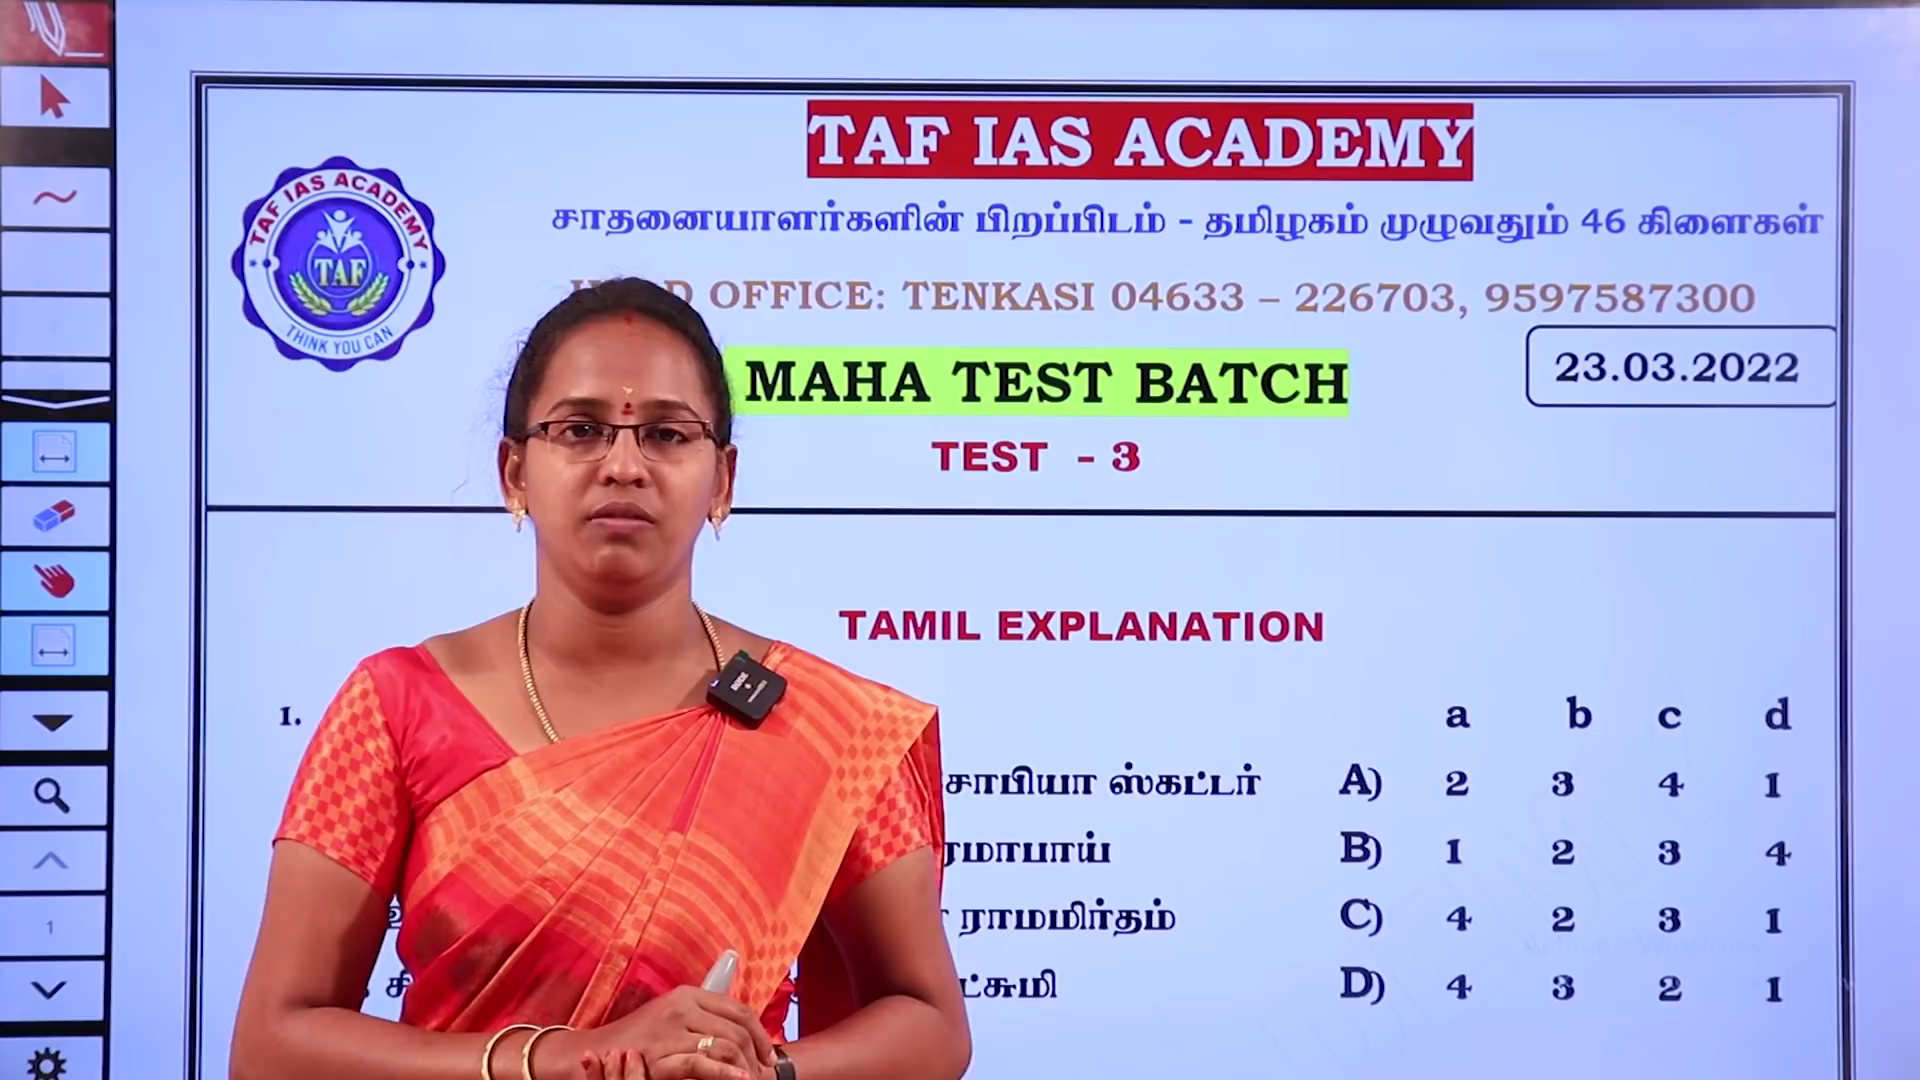 TAF IAS ACADEMY
TAF IAS ACADEMY
TAF
THINK YOU CAN
சாதனையாளர்களின் பிறப்பிடம் - தமிழகம் முழுவதும் 46 கிளைகள்
OFFICE: TENKASI 04633 – 226703, 9597587300
MAHA TEST BATCH
23.03.2022
TEST - 3
TAMIL EXPLANATION
1. a b c d
சோபியா ஸ்கட்டர் A) 2 3 4 1
ரமாபாய் B) 1 2 3 4
ராமமிர்தம் C) 4 2 3 1
D) 4 3 2 1
1